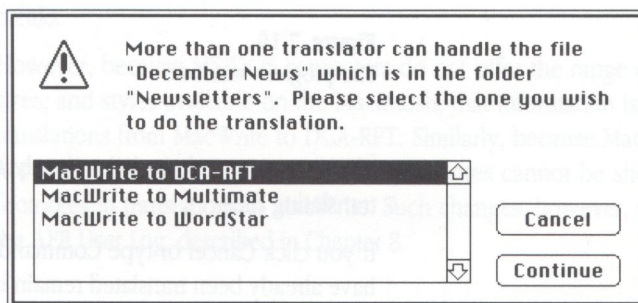 More than one translator can handle the file
"December News" which is in the folder
"Newsletters". Please select the one you wish
to do the translation.
MacWrite to DCA-RFT
MacWrite to Multimate
MacWrite to WordStar
Cancel
Continue